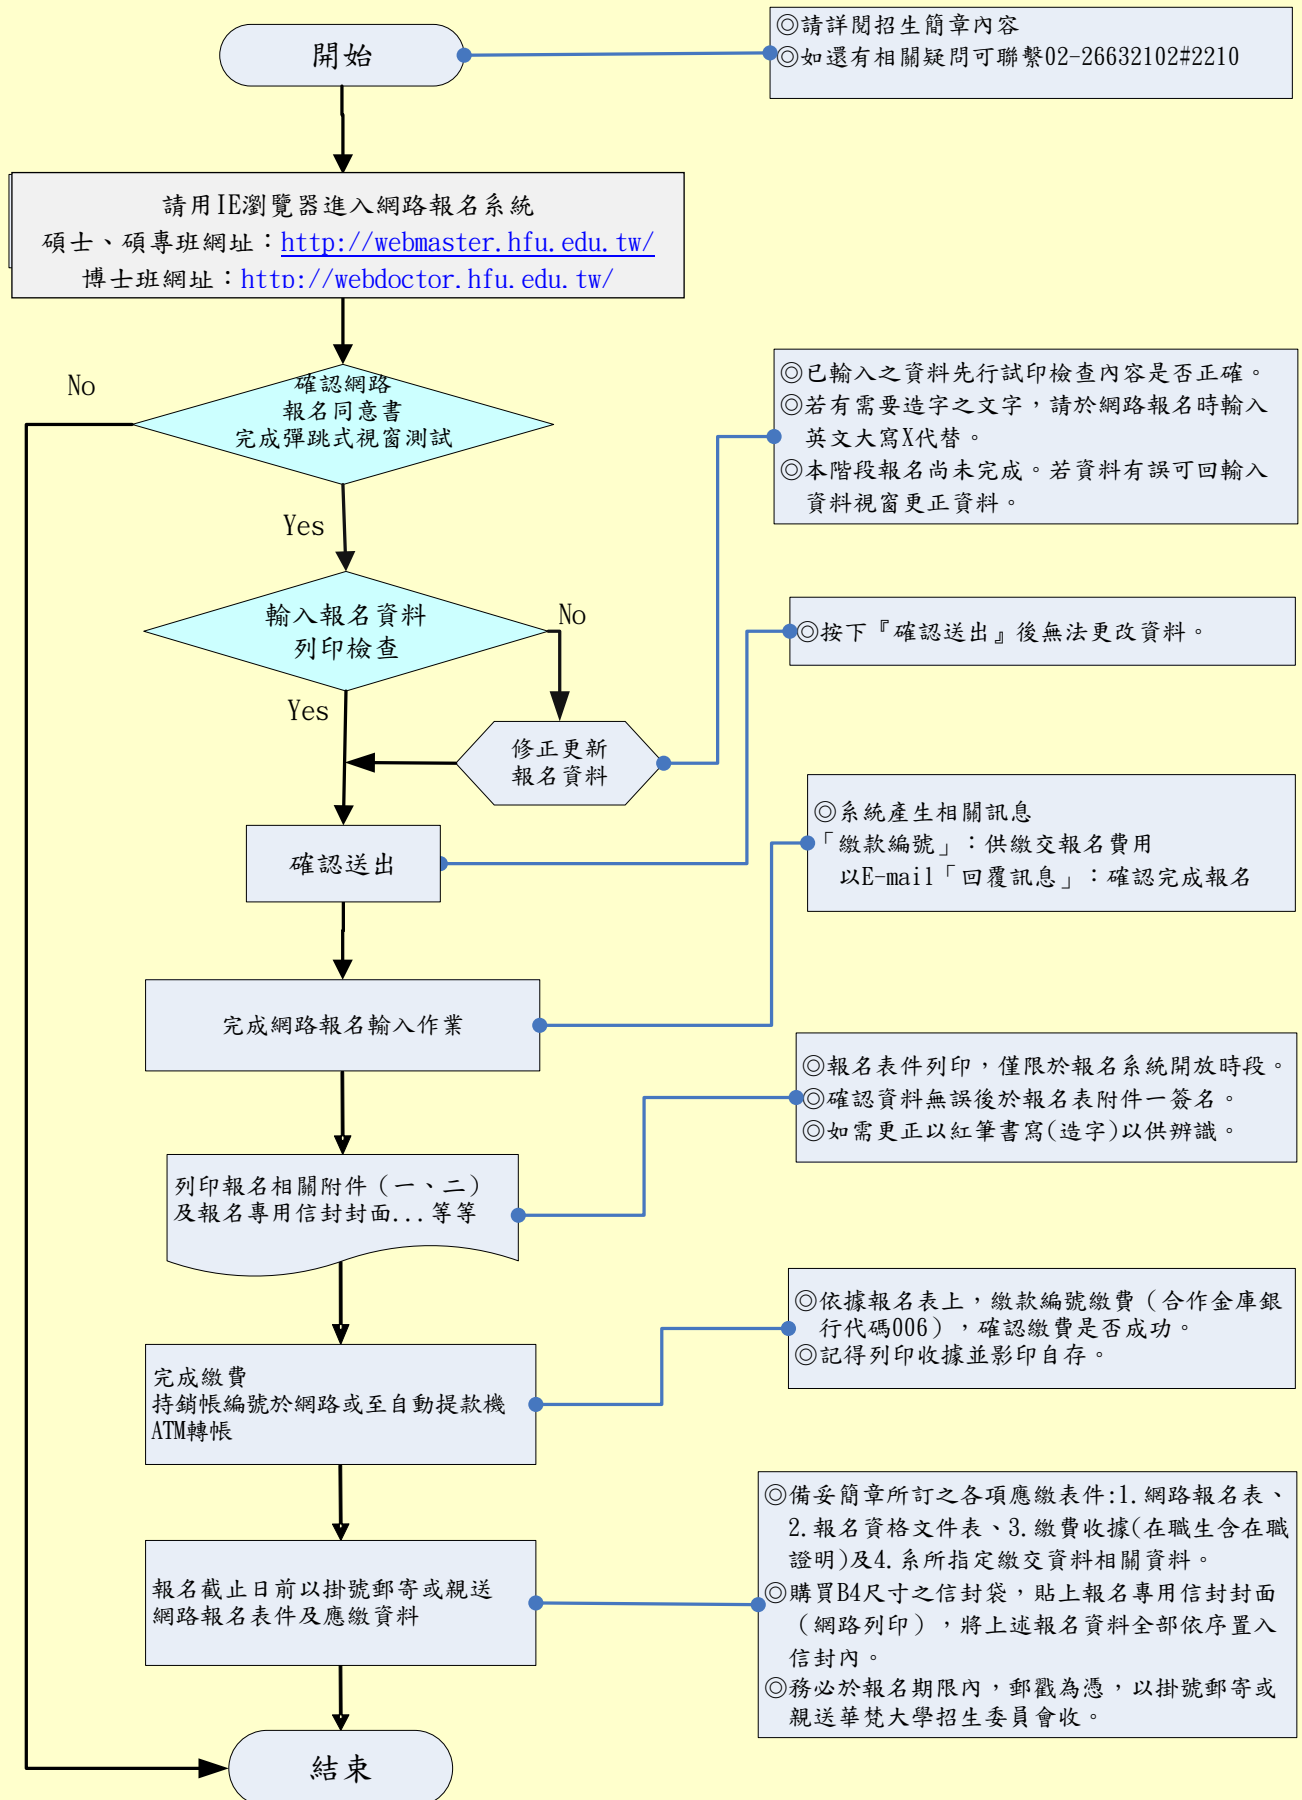 開始
◎請詳閱招生簡章內容
◎如還有相關疑問可聯繫02-26632102#2210
請用IE瀏覽器進入網路報名系統
碩士、碩專班網址：http://webmaster.hfu.edu.tw/
博士班網址：http://webdoctor.hfu.edu.tw/
No
確認網路
報名同意書
完成彈跳式視窗測試
◎已輸入之資料先行試印檢查內容是否正確。
◎若有需要造字之文字，請於網路報名時輸入
英文大寫X代替。
◎本階段報名尚未完成。若資料有誤可回輸入
資料視窗更正資料。
Yes
輸入報名資料
列印檢查
No
◎按下『確認送出』後無法更改資料。
Yes
修正更新
報名資料
確認送出
◎系統產生相關訊息
「繳款編號」：供繳交報名費用
以E-mail「回覆訊息」：確認完成報名
完成網路報名輸入作業
◎報名表件列印，僅限於報名系統開放時段。
◎確認資料無誤後於報名表附件一簽名。
◎如需更正以紅筆書寫(造字)以供辨識。
列印報名相關附件（一、二）
及報名專用信封封面...等等
◎依據報名表上，繳款編號繳費（合作金庫銀
行代碼006），確認繳費是否成功。
◎記得列印收據並影印自存。
完成繳費
持銷帳編號於網路或至自動提款機
ATM轉帳
◎備妥簡章所訂之各項應繳表件:1.網路報名表、
2.報名資格文件表、3.繳費收據(在職生含在職
證明)及4.系所指定繳交資料相關資料。
◎購買B4尺寸之信封袋，貼上報名專用信封封面
（網路列印），將上述報名資料全部依序置入
信封內。
◎務必於報名期限內，郵戳為憑，以掛號郵寄或
親送華梵大學招生委員會收。
報名截止日前以掛號郵寄或親送
網路報名表件及應繳資料
結束